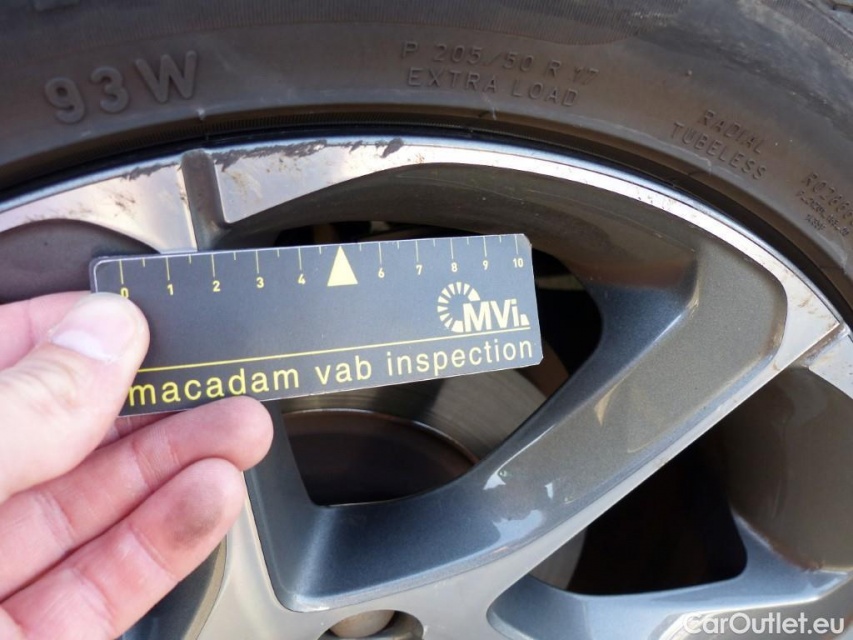 93W
P 205/50 R 17
EXTRA LOAD
RADIAL
TUBELESS
0 1 2 3 4 6 7 8 9 10
MVi
macadam vab inspection
CarOutlet.eu